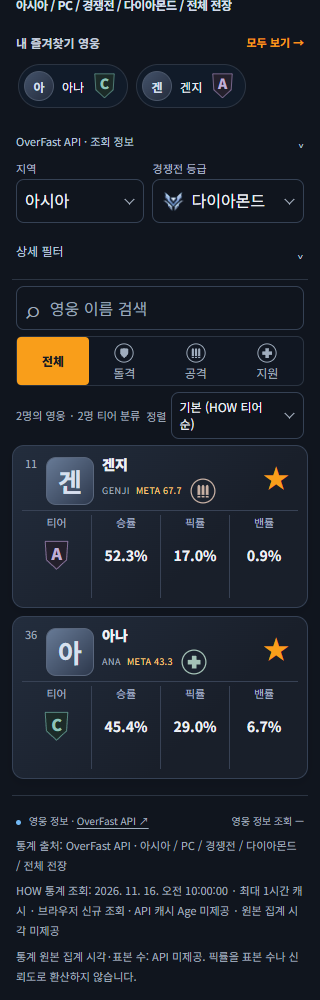 아시아 / PC / 경쟁전 / 다이아몬드 / 전체 전장
내 즐겨찾기 영웅
모두 보기 →
아 아나 C
겐 겐지 A
OverFast API · 조회 정보
지역
경쟁전 등급
아시아
다이아몬드
상세 필터
영웅 이름 검색
전체
돌격
공격
지원
2명의 영웅 · 2명 티어 분류
정렬
기본 (HOW 티어
순)
11
겐
겐지
GENJI META 67.7
티어 승률 픽률 밴률
A 52.3% 17.0% 0.9%
36
아
아나
ANA META 43.3
티어 승률 픽률 밴률
C 45.4% 29.0% 6.7%
영웅 정보 · OverFast API ↗
영웅 정보 조회 —
통계 출처: OverFast API · 아시아 / PC / 경쟁전 / 다이아몬드
/ 전체 전장
HOW 통계 조회: 2026. 11. 16. 오전 10:00:00 · 최대 1시간 캐
시 · 브라우저 신규 조회 · API 캐시 Age 미제공 · 원본 집계 시
각 미제공
통계 원본 집계 시각·표본 수: API 미제공. 픽률을 표본 수나 신
뢰도로 환산하지 않습니다.